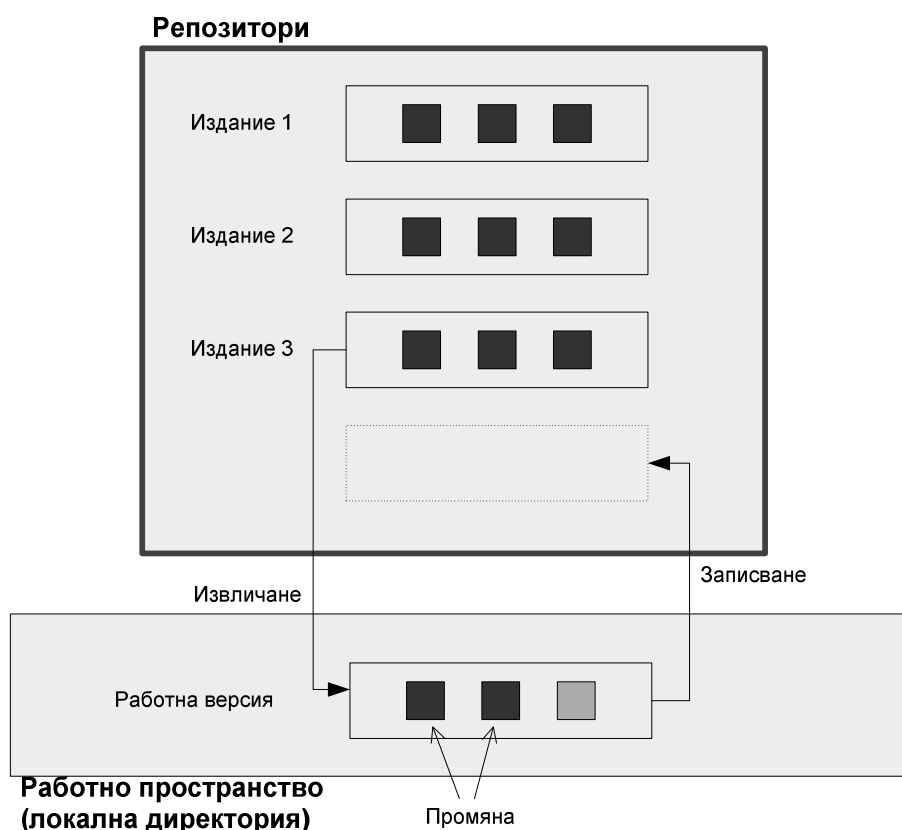 Репозитори
Издание 1
Издание 2
Издание 3
Записване
Извличане
Работна версия
Работно пространство
(локална директория)
Промяна